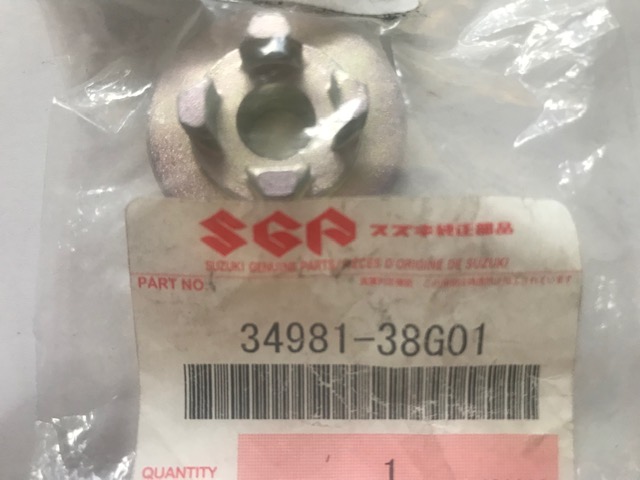 SGP スズキ純正部品
SUZUKI GENUINE PARTS/PIECES D'ORIGINE DE SUZUKI
PART NO.
34981-38G01
QUANTITY
1